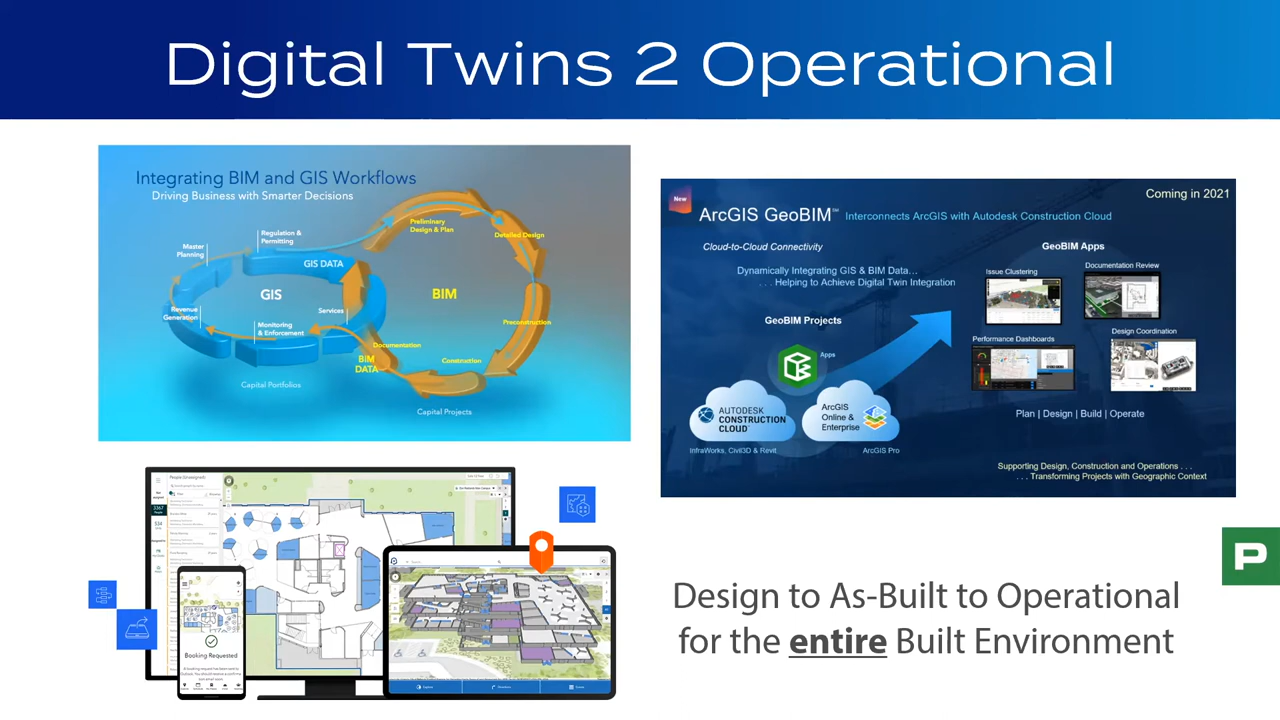 Digital Twins 2 Operational
Integrating BIM and GIS Workflows
Driving Business with Smarter Decisions
Regulation &
Permitting
Master
Planning
GIS DATA
GIS
Revenue
Generation
Monitoring
& Enforcement
Services
BIM
DATA
Capital Portfolios
Preliminary
Design & Plan
Detailed Design
BIM
Preconstruction
Documentation
Construction
Capital Projects
New
Coming in 2021
ArcGIS GeoBIM℠ Interconnects ArcGIS with Autodesk Construction Cloud
Cloud-to-Cloud Connectivity
Dynamically Integrating GIS & BIM Data...
. . . Helping to Achieve Digital Twin Integration
GeoBIM Projects
Apps
AUTODESK
CONSTRUCTION
CLOUD
ArcGIS
Online &
Enterprise
InfraWorks, Civil3D & Revit
ArcGIS Pro
GeoBIM Apps
Issue Clustering
Documentation Review
Performance Dashboards
Design Coordination
Plan | Design | Build | Operate
Supporting Design, Construction and Operations . . .
. . . Transforming Projects with Geographic Context
People (Unassigned)
3367
534
Booking Requested
Design to As-Built to Operational
for the entire Built Environment
P